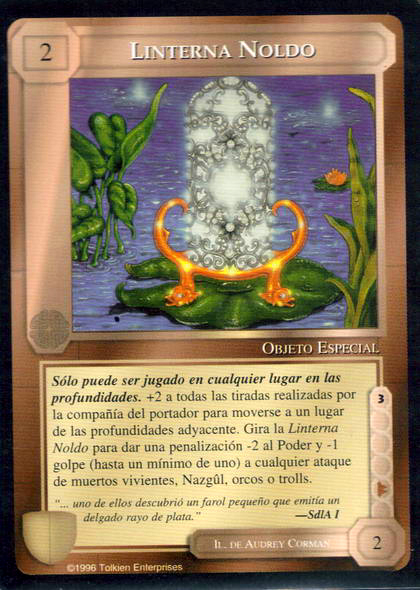 2
LINTERNA NOLDO
OBJETO ESPECIAL
Sólo puede ser jugado en cualquier lugar en las
profundidades. +2 a todas las tiradas realizadas por
la compañía del portador para moverse a un lugar
de las profundidades adyacente. Gira la Linterna
Noldo para dar una penalización -2 al Poder y -1
golpe (hasta un mínimo de uno) a cualquier ataque
de muertos vivientes, Nazgûl, orcos o trolls.
"... uno de ellos descubrió un farol pequeño que emitía un
delgado rayo de plata." —SdlA I
3
IL. DE AUDREY CORMAN
2
©1996 Tolkien Enterprises